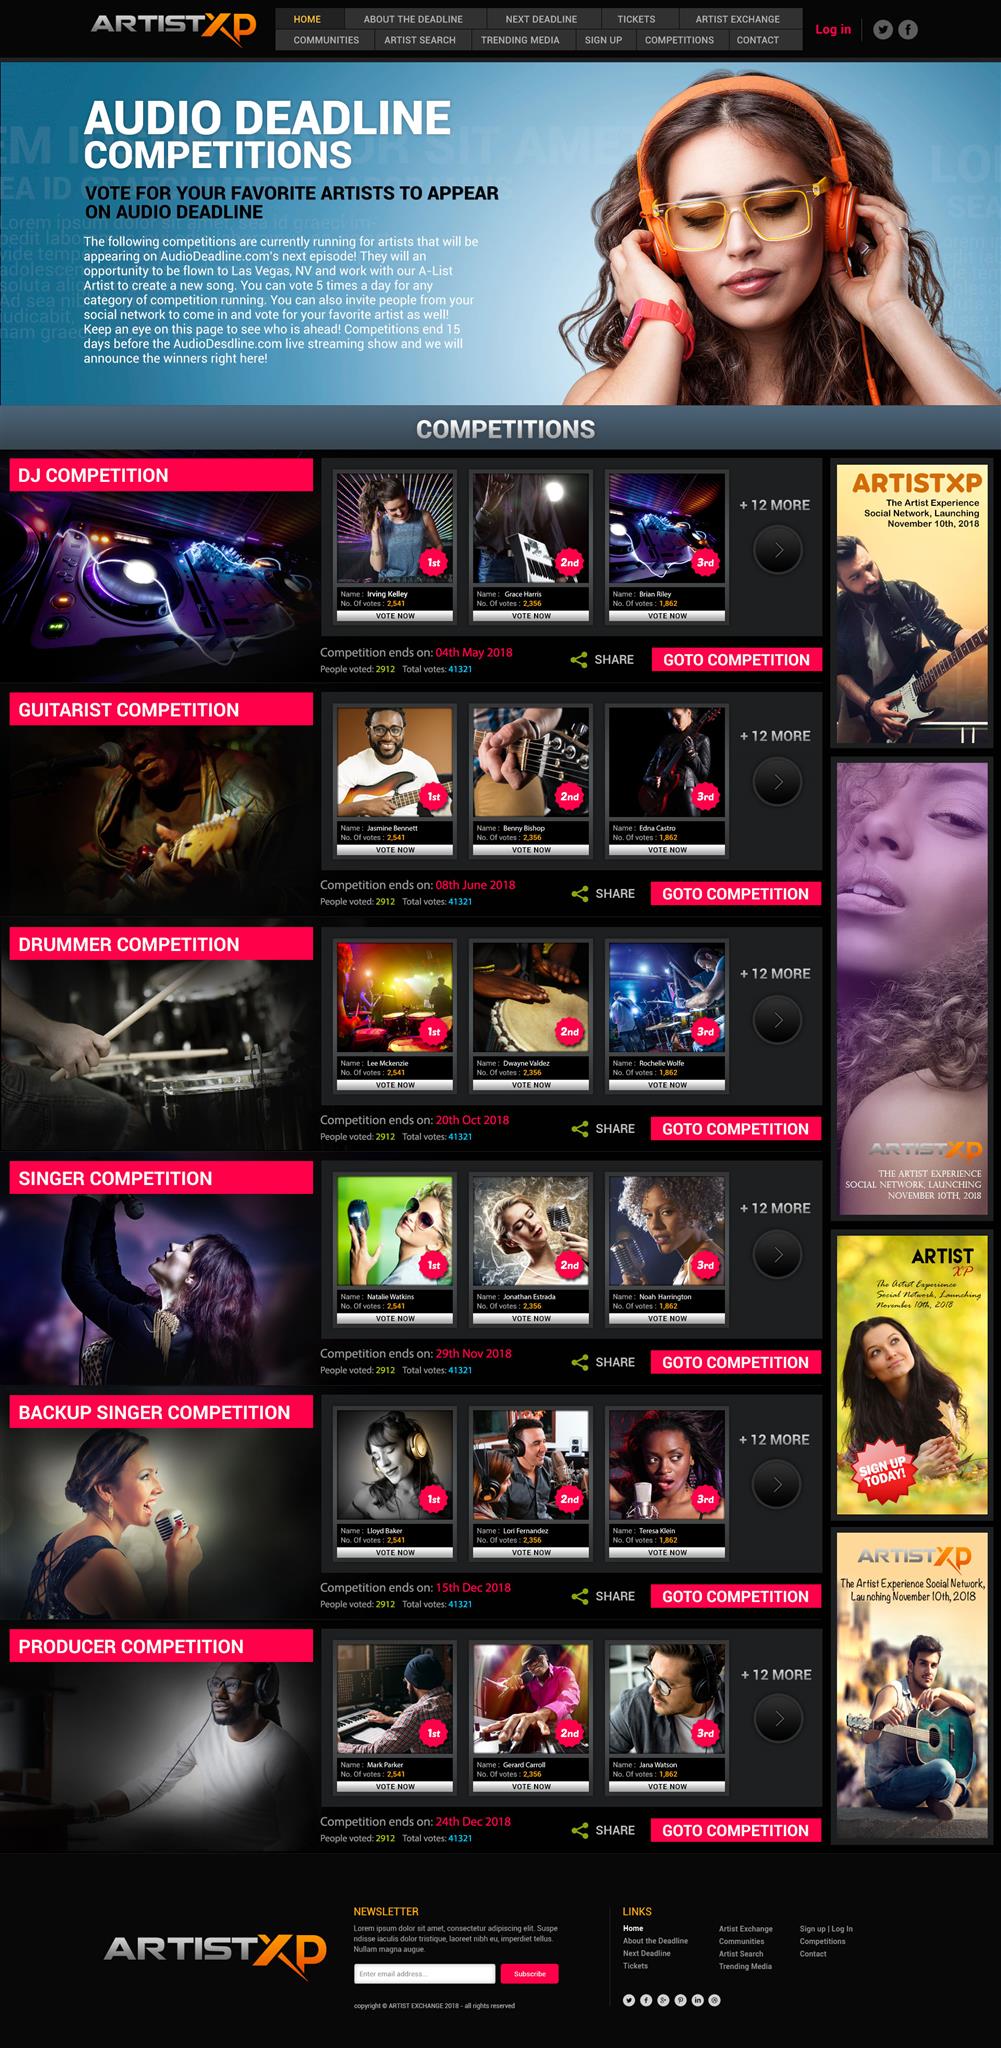 ARTISTXP
HOME
ABOUT THE DEADLINE
NEXT DEADLINE
TICKETS
ARTIST EXCHANGE
COMMUNITIES
ARTIST SEARCH
TRENDING MEDIA
SIGN UP
COMPETITIONS
CONTACT
Log in
AUDIO DEADLINE
COMPETITIONS
VOTE FOR YOUR FAVORITE ARTISTS TO APPEAR
ON AUDIO DEADLINE
The following competitions are currently running for artists that will be
appearing on AudioDeadline.com's next episode! They will an
opportunity to be flown to Las Vegas, NV and work with our A-List
Artist to create a new song. You can vote 5 times a day for any
category of competition running. You can also invite people from your
social network to come in and vote for your favorite artist as well!
Keep an eye on this page to see who is ahead! Competitions end 15
days before the AudioDesdline.com live streaming show and we will
announce the winners right here!
COMPETITIONS
DJ COMPETITION
1st
2nd
3rd
+ 12 MORE
Name : Irving Kelley
No. Of votes : 2,541
VOTE NOW
Name : Grace Harris
No. Of votes : 2,356
VOTE NOW
Name : Brian Riley
No. Of votes : 1,862
VOTE NOW
Competition ends on: 04th May 2018
People voted: 2912 Total votes: 41321
SHARE
GOTO COMPETITION
GUITARIST COMPETITION
1st
2nd
3rd
+ 12 MORE
Name : Jasmine Bennett
No. Of votes : 2,541
VOTE NOW
Name : Benny Bishop
No. Of votes : 2,356
VOTE NOW
Name : Edna Castro
No. Of votes : 1,862
VOTE NOW
Competition ends on: 08th June 2018
People voted: 2912 Total votes: 41321
SHARE
GOTO COMPETITION
DRUMMER COMPETITION
1st
2nd
3rd
+ 12 MORE
Name : Lee Mckenzie
No. Of votes : 2,541
VOTE NOW
Name : Dwayne Valdez
No. Of votes : 2,356
VOTE NOW
Name : Rochelle Wolfe
No. Of votes : 1,862
VOTE NOW
Competition ends on: 20th Oct 2018
People voted: 2912 Total votes: 41321
SHARE
GOTO COMPETITION
SINGER COMPETITION
1st
2nd
3rd
+ 12 MORE
Name : Natalie Watkins
No. Of votes : 2,541
VOTE NOW
Name : Jonathan Estrada
No. Of votes : 2,356
VOTE NOW
Name : Noah Harrington
No. Of votes : 1,862
VOTE NOW
Competition ends on: 29th Nov 2018
People voted: 2912 Total votes: 41321
SHARE
GOTO COMPETITION
BACKUP SINGER COMPETITION
1st
2nd
3rd
+ 12 MORE
Name : Lloyd Baker
No. Of votes : 2,541
VOTE NOW
Name : Lori Fernandez
No. Of votes : 2,356
VOTE NOW
Name : Teresa Klein
No. Of votes : 1,862
VOTE NOW
Competition ends on: 15th Dec 2018
People voted: 2912 Total votes: 41321
SHARE
GOTO COMPETITION
PRODUCER COMPETITION
1st
2nd
3rd
+ 12 MORE
Name : Mark Parker
No. Of votes : 2,541
VOTE NOW
Name : Gerard Carroll
No. Of votes : 2,356
VOTE NOW
Name : Jana Watson
No. Of votes : 1,862
VOTE NOW
Competition ends on: 24th Dec 2018
People voted: 2912 Total votes: 41321
SHARE
GOTO COMPETITION
ARTISTXP
The Artist Experience
Social Network, Launching
November 10th, 2018
ARTISTXP
THE ARTIST EXPERIENCE
SOCIAL NETWORK, LAUNCHING
NOVEMBER 10TH, 2018
ARTIST
XP
The Artist Experience
Social Network, Launching
November 10th, 2018
SIGN UP
TODAY!
ARTISTXP
The Artist Experience Social Network,
Lau nching November 10th, 2018
ARTISTXP
NEWSLETTER
Lorem ipsum dolor sit amet, consectetur adipiscing elit. Suspe
ndisse iaculis dolor tristique, laoreet nibh eu, imperdiet tellus.
Nullam magna augue.
Enter email address...
Subscribe
copyright © ARTIST EXCHANGE 2018 - all rights reserved
LINKS
Home
About the Deadline
Next Deadline
Tickets
Artist Exchange
Communities
Artist Search
Trending Media
Sign up | Log In
Competitions
Contact